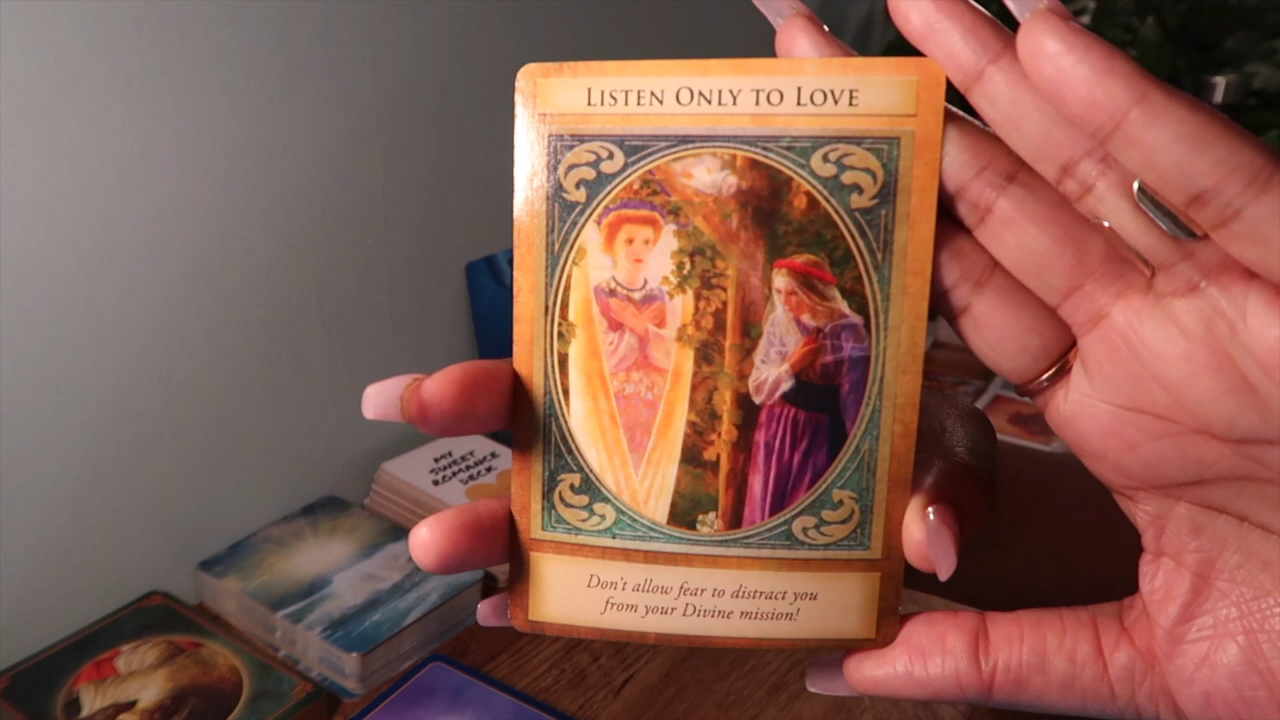 LISTEN ONLY TO LOVE
Don't allow fear to distract you
from your Divine mission!
MY
SWEET
ROMANCE
DECK